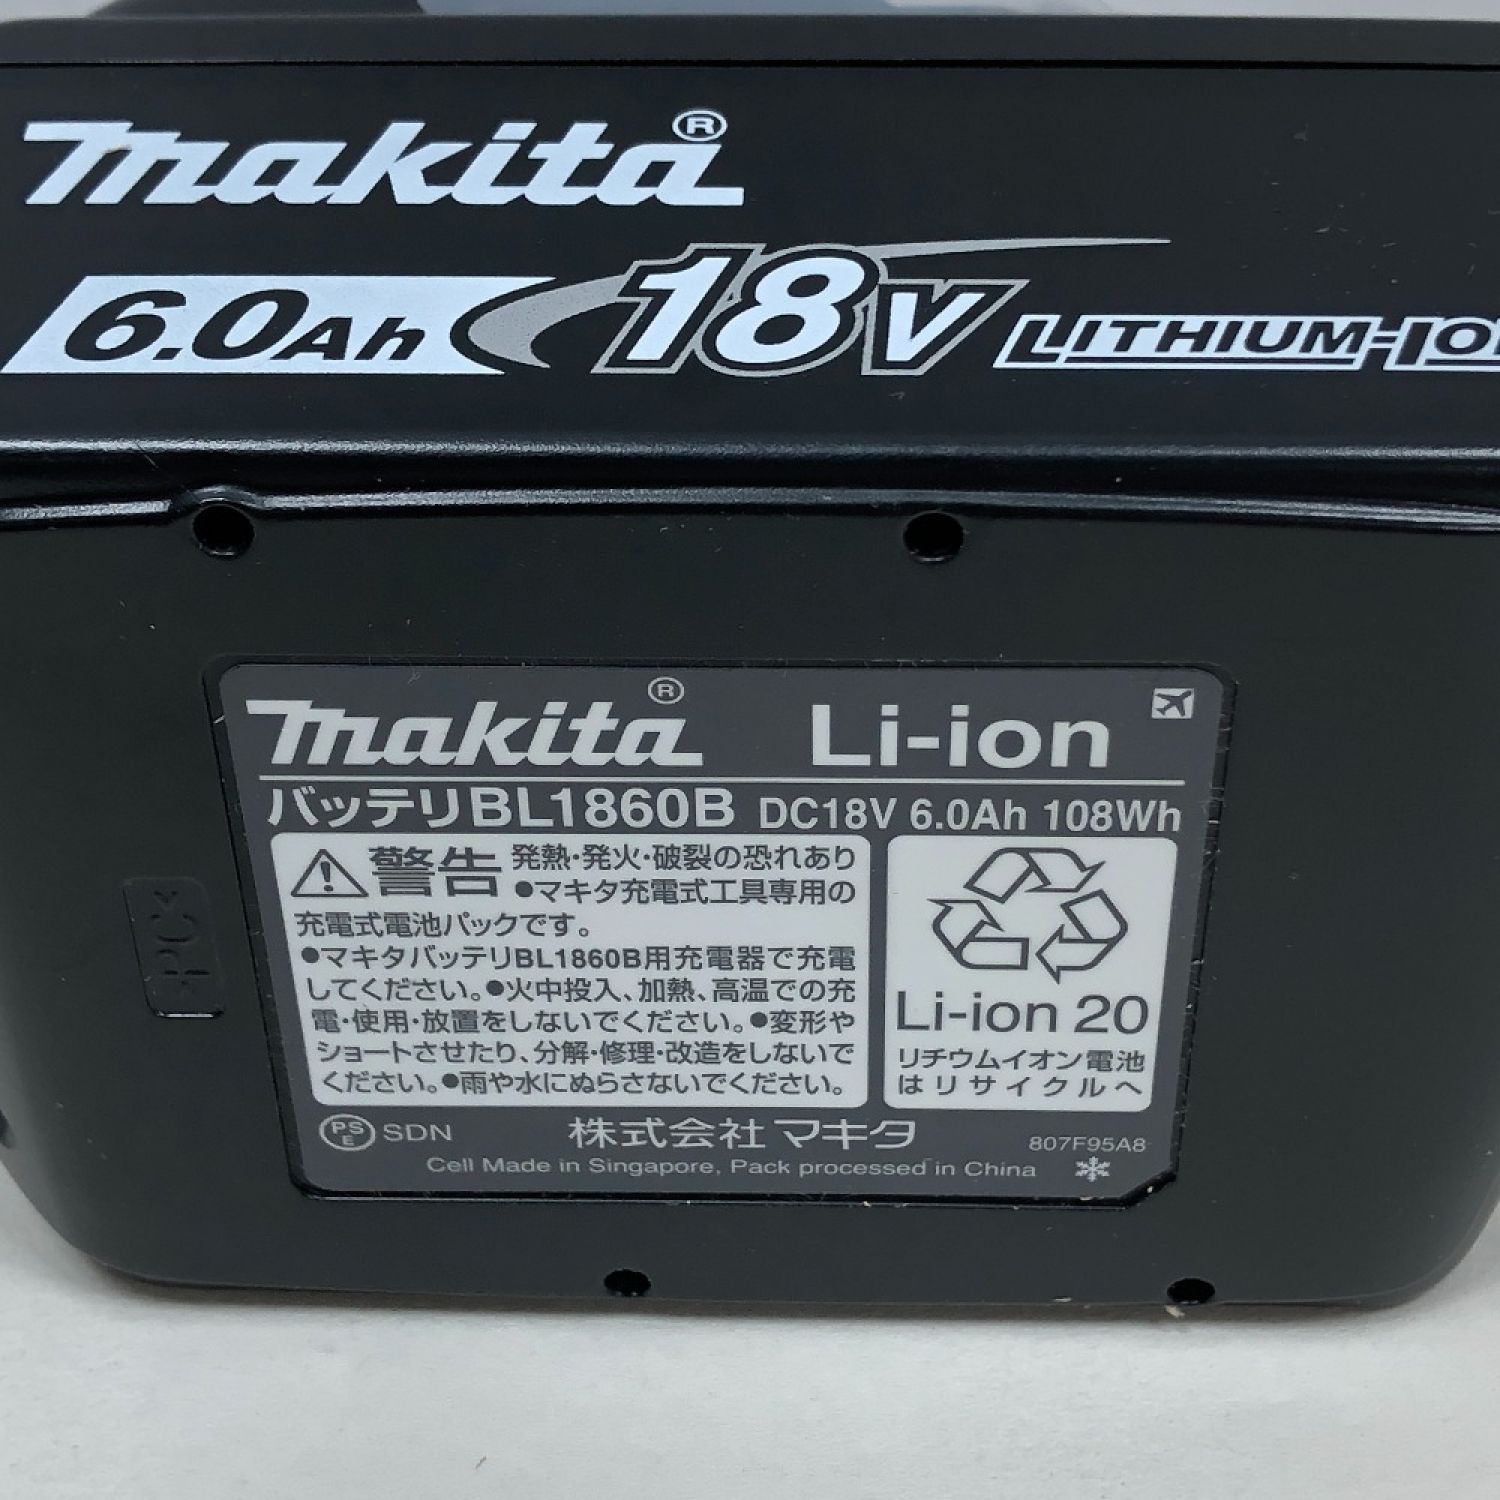 makita®
6.0Ah 18V LITHIUM-ION
makita® Li-ion
バッテリBL1860B DC18V 6.0Ah 108Wh
警告 発熱・発火・破裂の恐れあり
●マキタ充電式工具専用の
充電式電池パックです。
●マキタバッテリBL1860B用充電器で充電
してください。●火中投入、加熱、高温での充
電・使用・放置をしないでください。●変形や
ショートさせたり、分解・修理・改造をしないで
ください。●雨や水にぬらさないでください。
Li-ion 20
リチウムイオン電池
はリサイクルへ
PS
E
SDN 株式会社マキタ 807F95A8
Cell Made in Singapore, Pack processed in China
>PC<